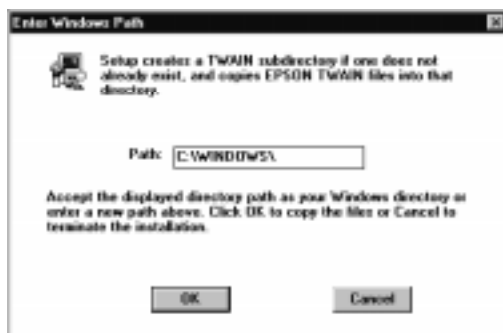 Enter Windows Path
Setup creates a TWAIN subdirectory if one does not
already exist, and copies EPSON TWAIN files into that
directory.
Path: C:\WINDOWS\
Accept the displayed directory path as your Windows directory or
enter a new path above. Click OK to copy the files or Cancel to
terminate the installation.
OK Cancel